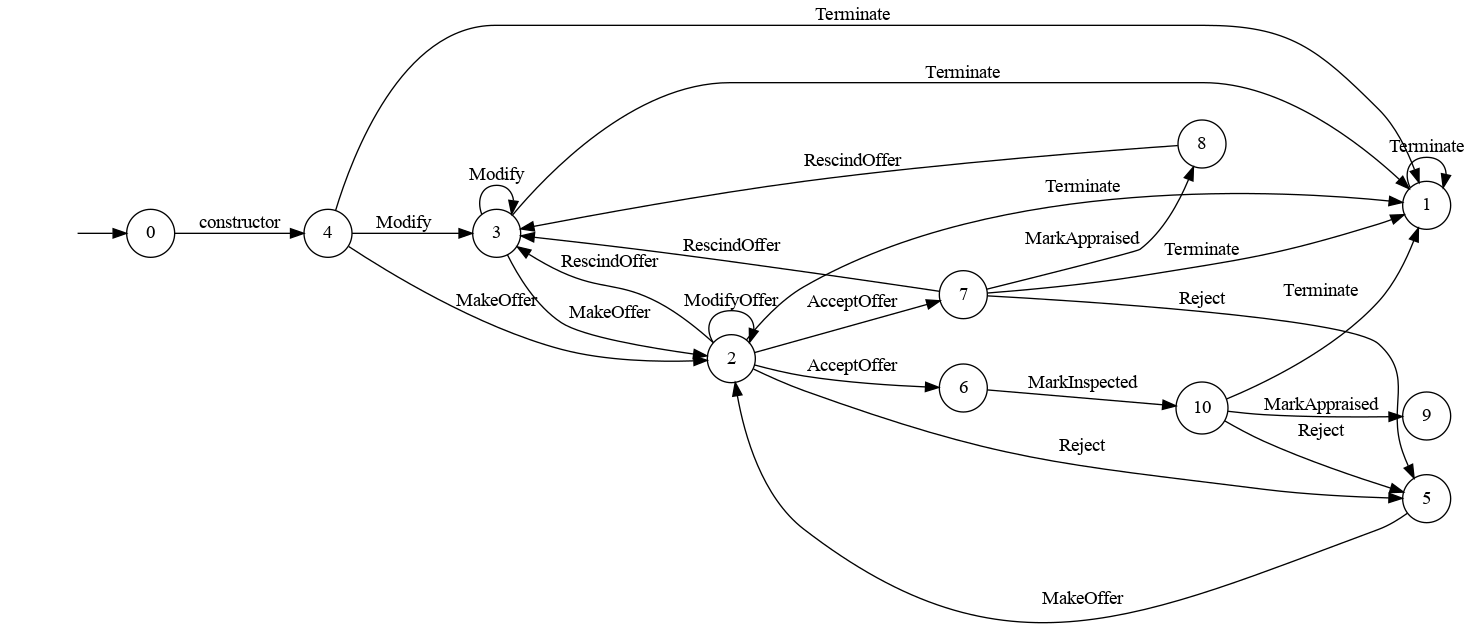 Terminate
Terminate
8
Terminate
RescindOffer
Modify
Terminate
1
constructor
Modify
MarkAppraised
0
4
3
RescindOffer
Terminate
RescindOffer
MakeOffer
ModifyOffer
AcceptOffer
7
Terminate
Reject
MakeOffer
2
AcceptOffer
6
MarkInspected
10
MarkAppraised
9
Reject
Reject
5
MakeOffer